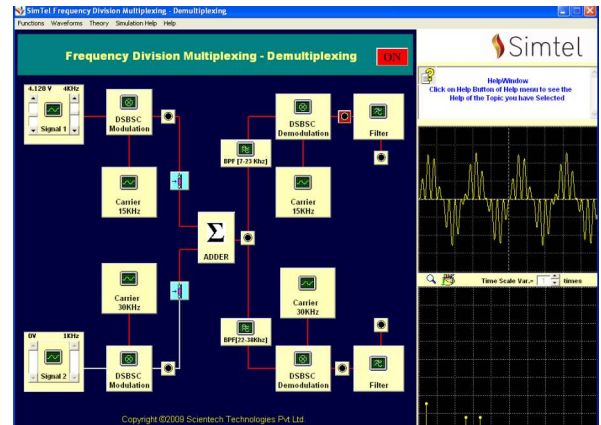 SimTel Frequency Division Multiplexing - Demultiplexing
Functions Waveforms Theory Simulation Help Help
Frequency Division Multiplexing - Demultiplexing
ON
Simtel
HelpWindow
Click on Help Button of Help menu to see the
Help of the Topic you have Selected
4.128 V 4KHz
Signal 1
DSBSC
Modulation
DSBSC
Demodulation
Filter
BPF [7-23 Khz]
Carrier
15KHz
Carrier
15KHz
Σ
ADDER
Carrier
30KHz
Carrier
30KHz
Time Scale Var.= 1 times
0V 1KHz
Signal 2
BPF[22-38Khz]
DSBSC
Modulation
DSBSC
Demodulation
Filter
Copyright ©2009 Scientech Technologies Pvt Ltd